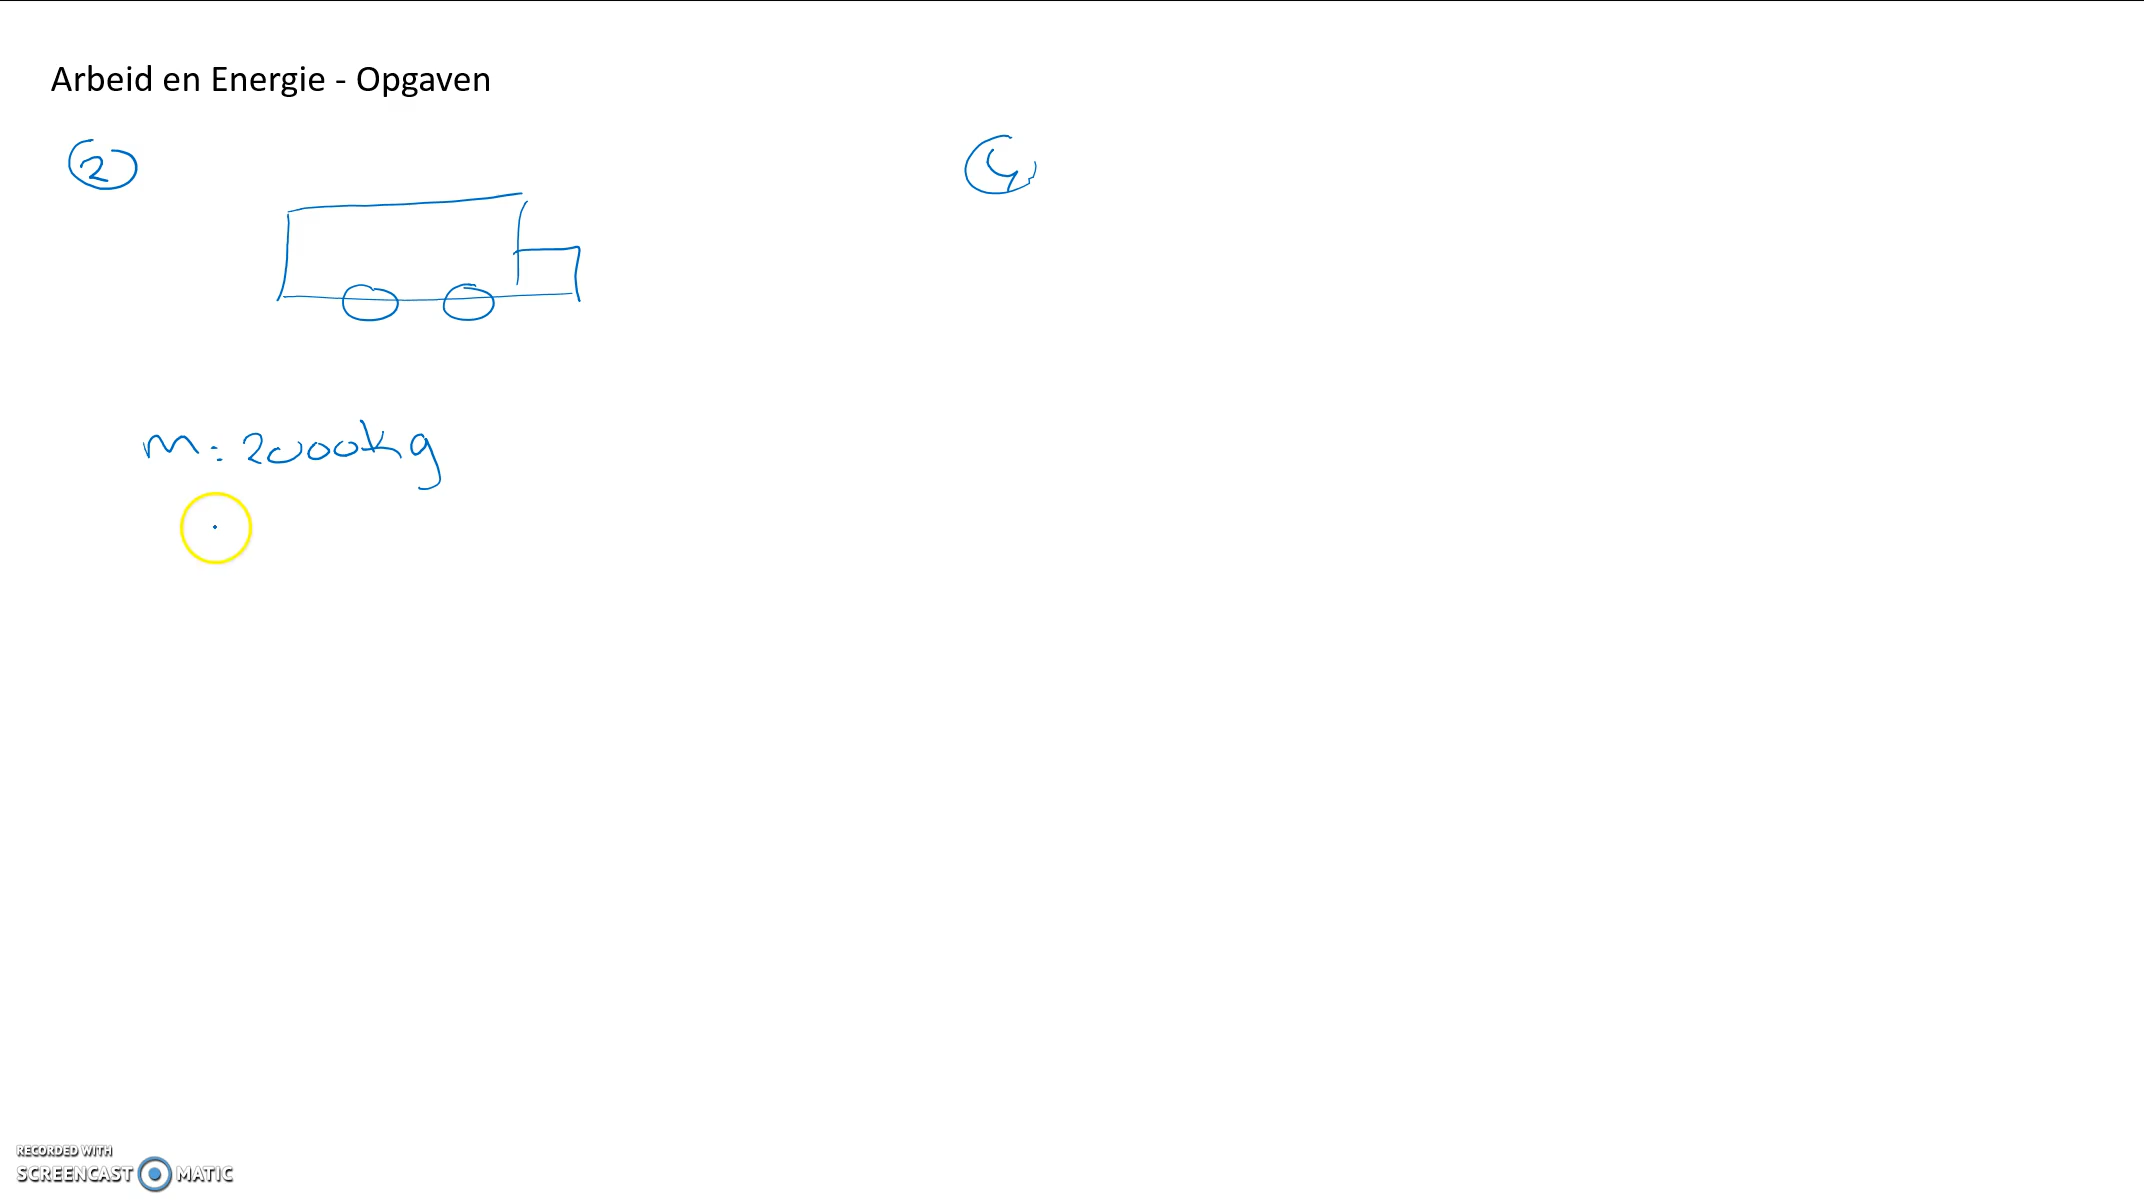 Arbeid en Energie - Opgaven
2
4
m = 2000kg
RECORDED WITH
SCREENCAST MATIC